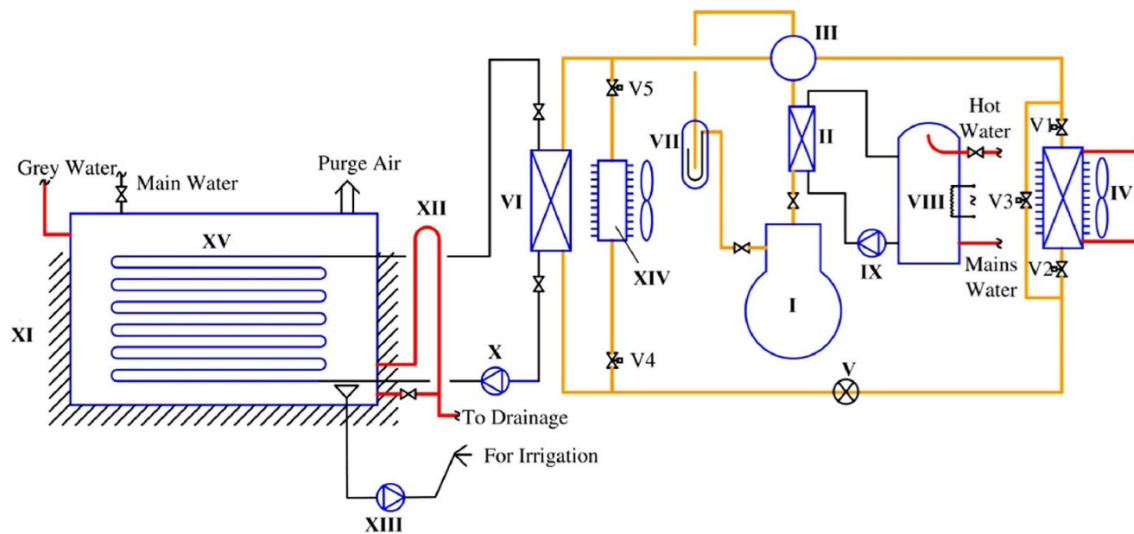 III
V5
Hot
Water
V1
VII
II
Grey Water
Main Water
Purge Air
XII
VI
VIII
V3
IV
XV
XIV
IX
V2
Mains
Water
XI
I
X
V4
V
To Drainage
For Irrigation
XIII